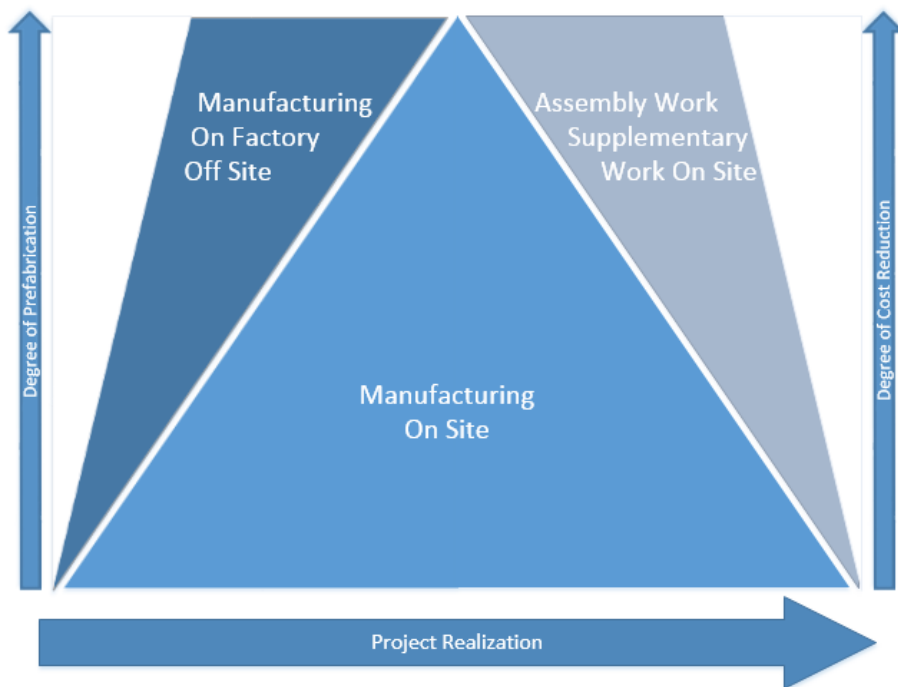 Manufacturing
On Factory
Off Site
Assembly Work
Supplementary
Work On Site
Degree of Prefabrication
Degree of Cost Reduction
Manufacturing
On Site
Project Realization